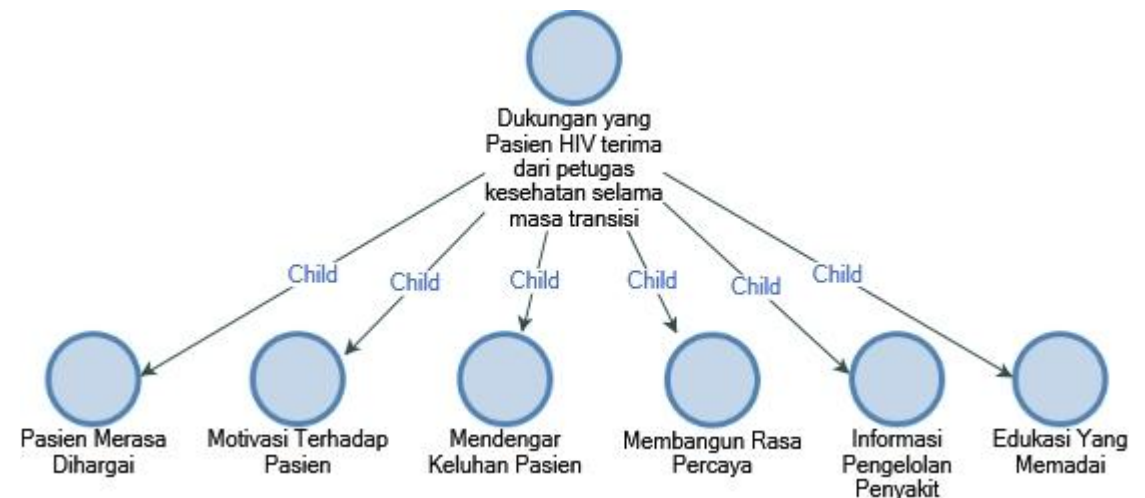 Dukungan yang
Pasien HIV terima
dari petugas
kesehatan selama
masa transisi
Child
Child
Child
Child
Child
Child
Pasien Merasa
Dihargai
Motivasi Terhadap
Pasien
Mendengar
Keluhan Pasien
Membangun Rasa
Percaya
Informasi
Pengelolan
Penyakit
Edukasi Yang
Memadai